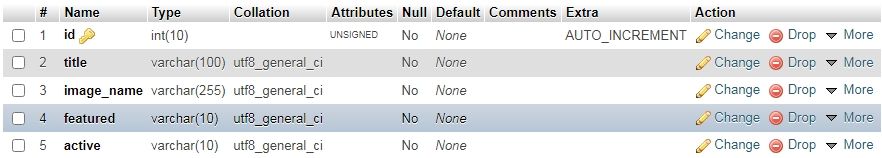 # Name Type Collation Attributes Null Default Comments Extra Action
1 id int(10) UNSIGNED No None AUTO_INCREMENT Change Drop More
2 title varchar(100) utf8_general_ci No None Change Drop More
3 image_name varchar(255) utf8_general_ci No None Change Drop More
4 featured varchar(10) utf8_general_ci No None Change Drop More
5 active varchar(10) utf8_general_ci No None Change Drop More